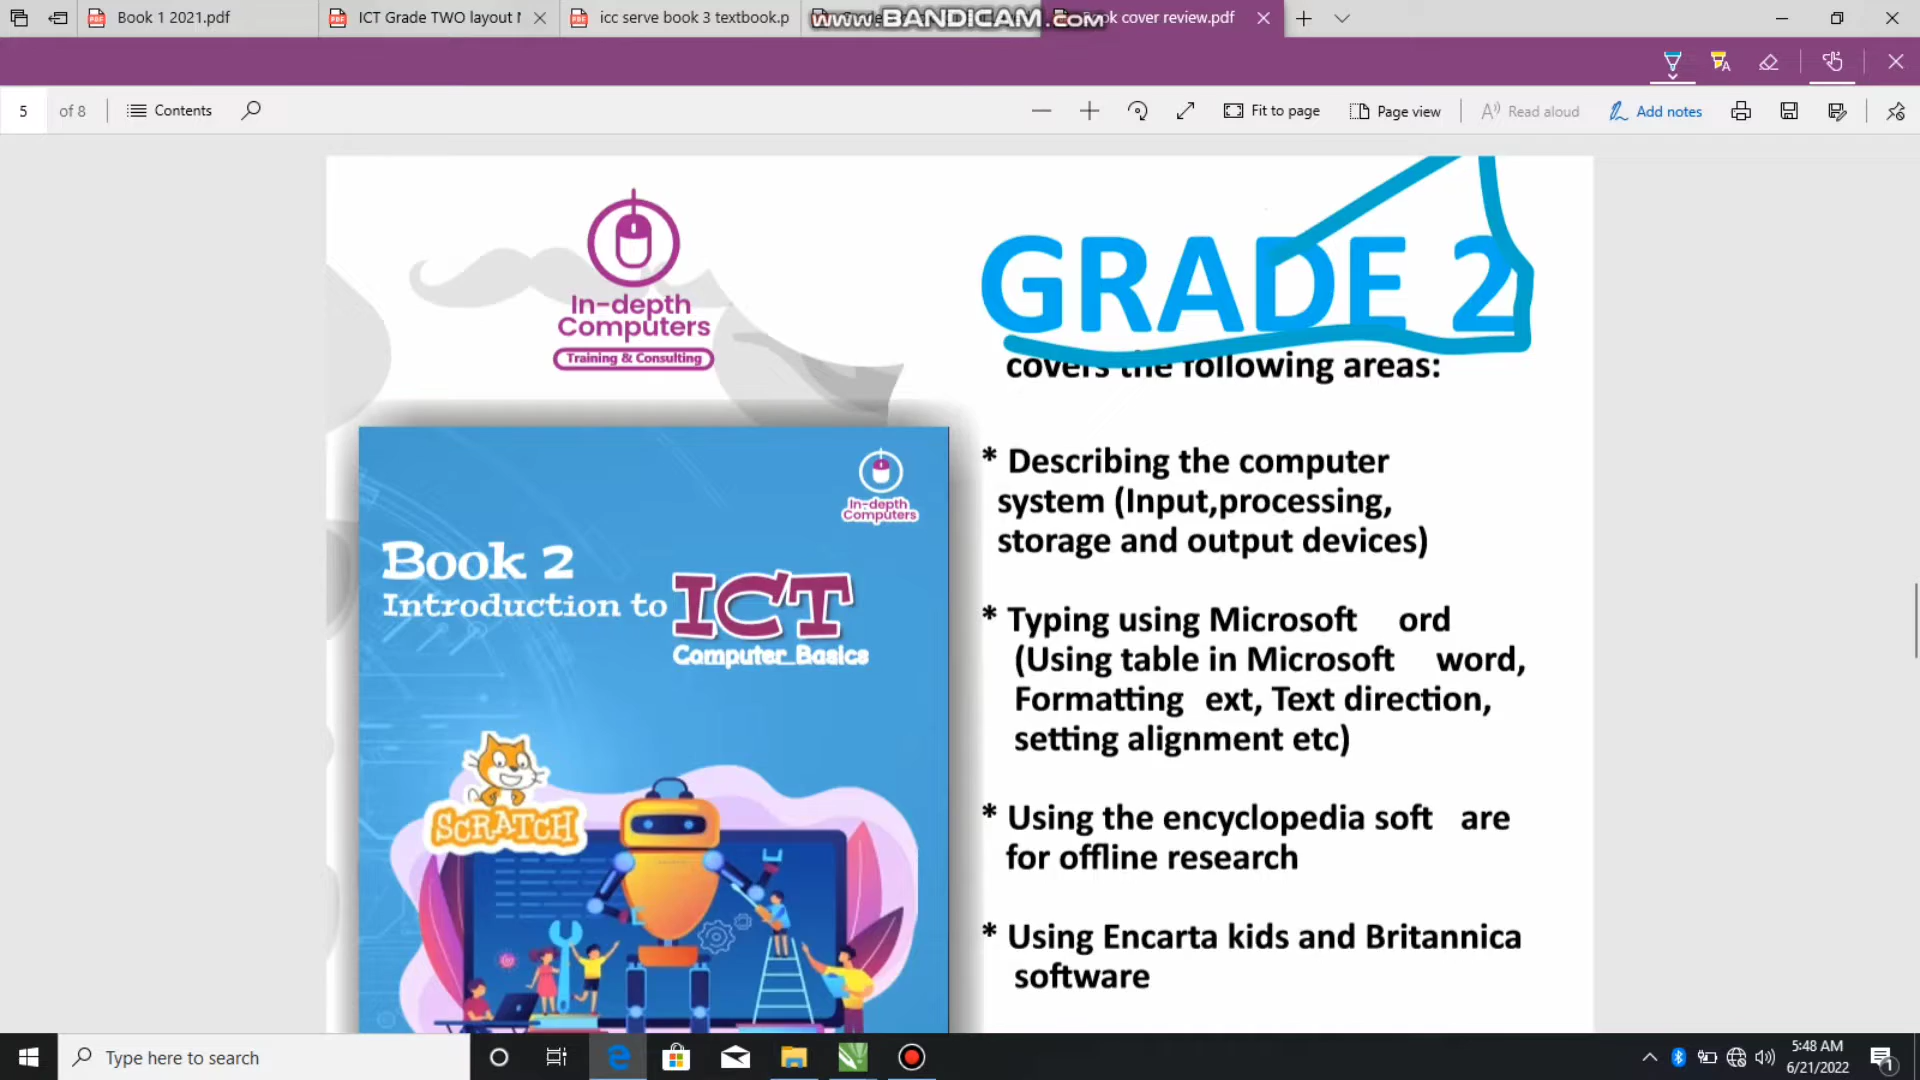 Book 1 2021.pdf
ICT Grade TWO layout
icc serve book 3 textbook.p
www.BANDICAM.com
ok cover review.pdf
5 of 8
Contents
Fit to page
Page view
Read aloud
Add notes
In-depth
Computers
Training & Consulting
GRADE 2
covers the following areas:
* Describing the computer
system (Input,processing,
storage and output devices)
* Typing using Microsoft ord
(Using table in Microsoft word,
Formatting ext, Text direction,
setting alignment etc)
* Using the encyclopedia soft are
for offline research
* Using Encarta kids and Britannica
software
In-depth
Computers
Book 2
Introduction to ICT
Computer Basics
SCRATCH
Type here to search
5:48 AM
6/21/2022
1